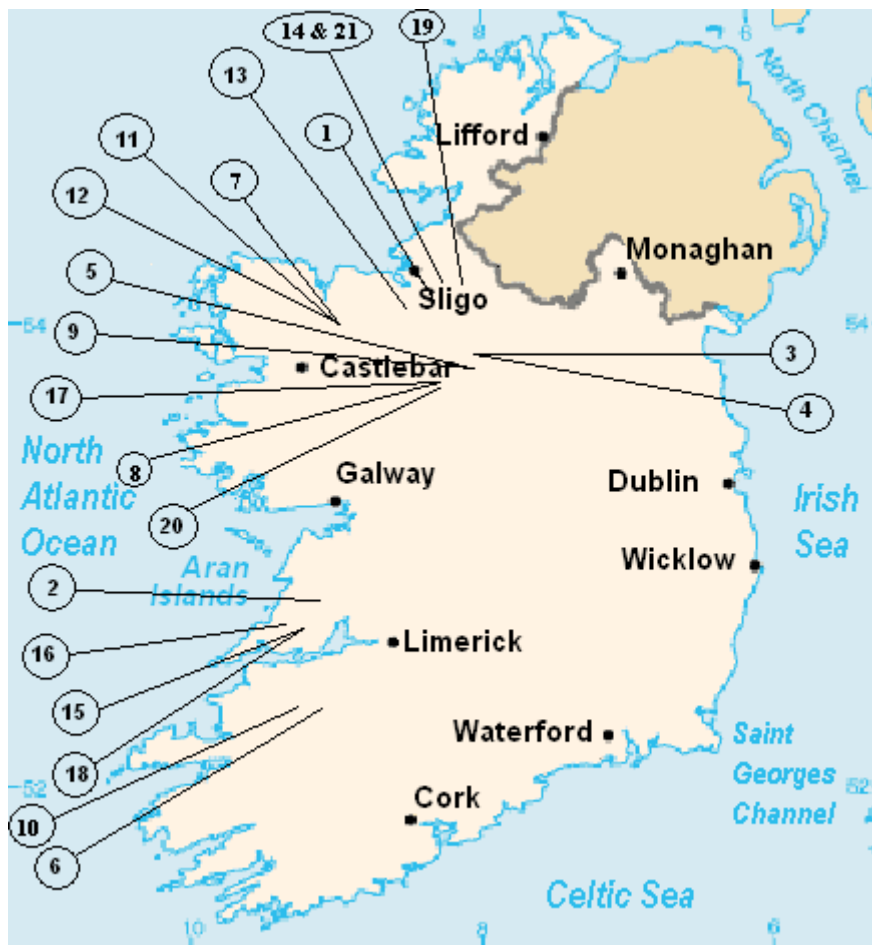 14 & 21
19
8
6
13
1
North Channel
Lifford
11
7
12
Monaghan
5
Sligo
54
54
9
3
Castlebar
17
4
North
Atlantic
Ocean
8
Galway
Dublin
Irish
Sea
20
Aran
Islands
Wicklow
2
16
Limerick
15
Waterford
Saint
Georges
Channel
18
52
52
Cork
10
6
Celtic Sea
10
8
6